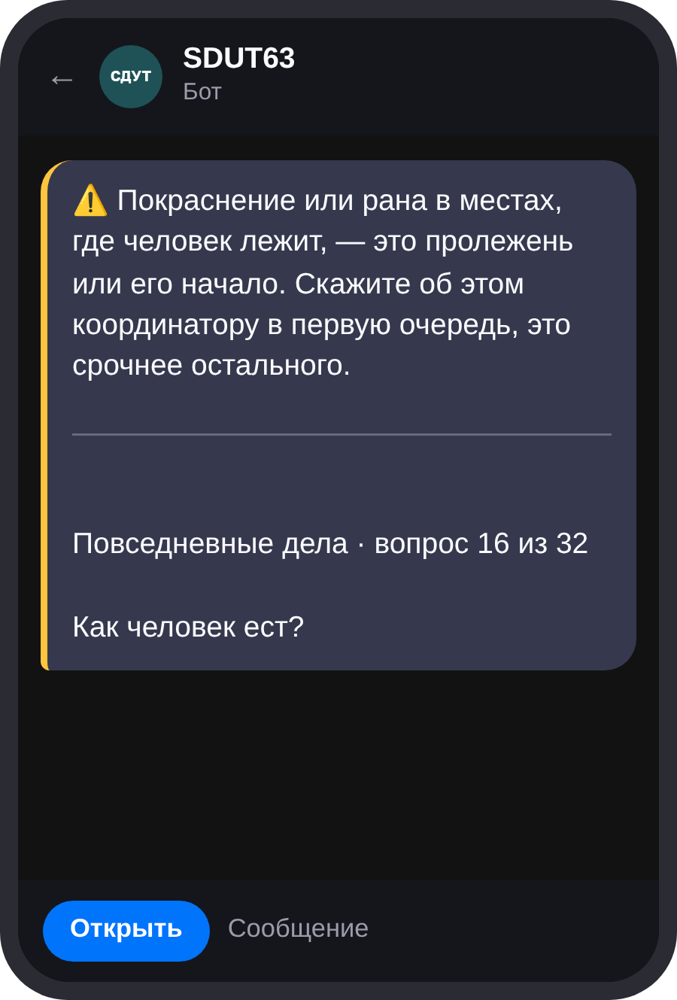 ←
СДУТ
SDUT63
Бот
⚠️ Покраснение или рана в местах,
где человек лежит, — это пролежень
или его начало. Скажите об этом
координатору в первую очередь, это
срочнее остального.
Повседневные дела · вопрос 16 из 32
Как человек ест?
Открыть
Сообщение